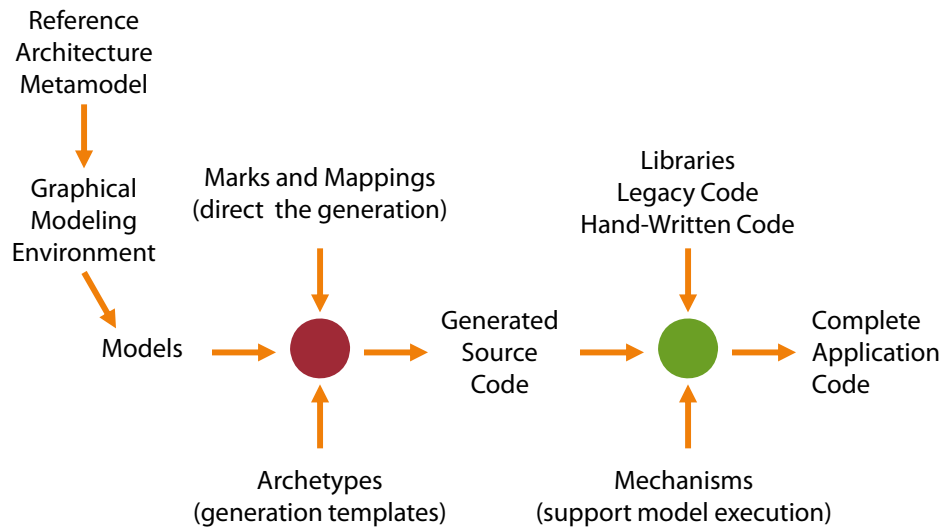 Reference
Architecture
Metamodel
Graphical
Modeling
Environment
Models
Marks and Mappings
(direct the generation)
Archetypes
(generation templates)
Generated
Source
Code
Libraries
Legacy Code
Hand-Written Code
Mechanisms
(support model execution)
Complete
Application
Code